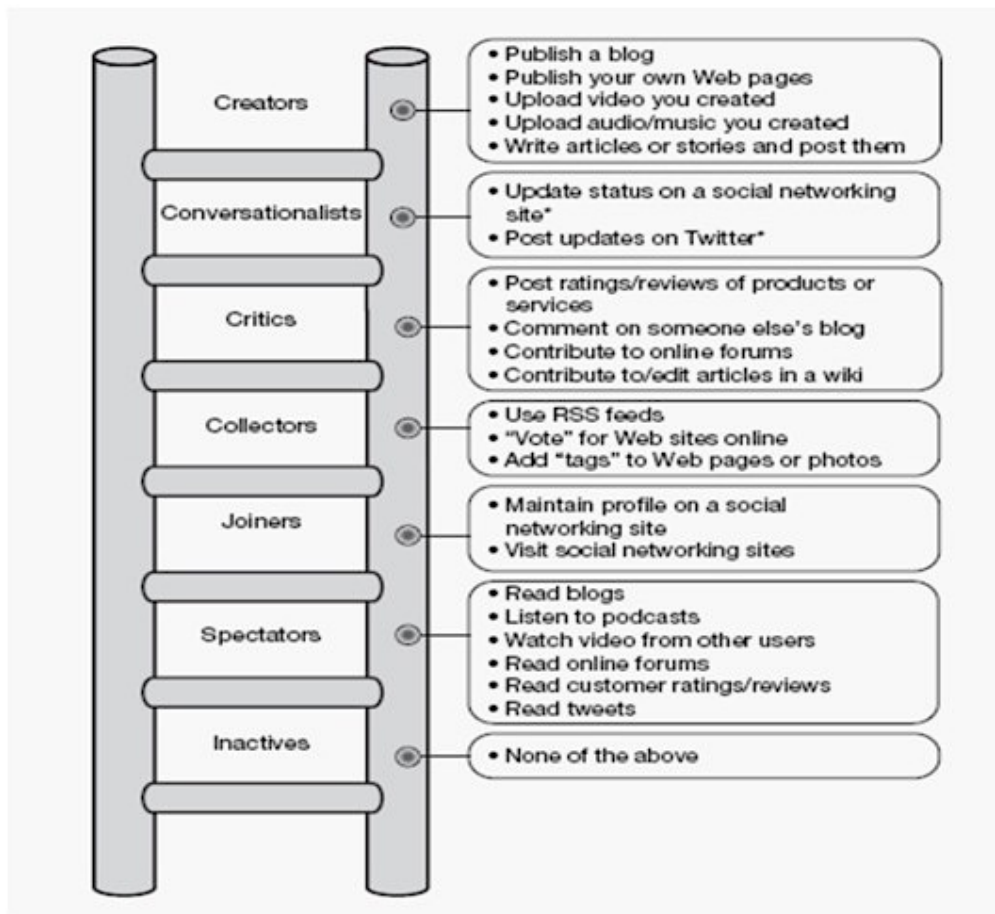 Creators
• Publish a blog
• Publish your own Web pages
• Upload video you created
• Upload audio/music you created
• Write articles or stories and post them
Conversationalists
• Update status on a social networking
site*
• Post updates on Twitter*
Critics
• Post ratings/reviews of products or
services
• Comment on someone else's blog
• Contribute to online forums
• Contribute to/edit articles in a wiki
Collectors
• Use RSS feeds
• "Vote" for Web sites online
• Add "tags" to Web pages or photos
Joiners
• Maintain profile on a social
networking site
• Visit social networking sites
Spectators
• Read blogs
• Listen to podcasts
• Watch video from other users
• Read online forums
• Read customer ratings/reviews
• Read tweets
Inactives
• None of the above